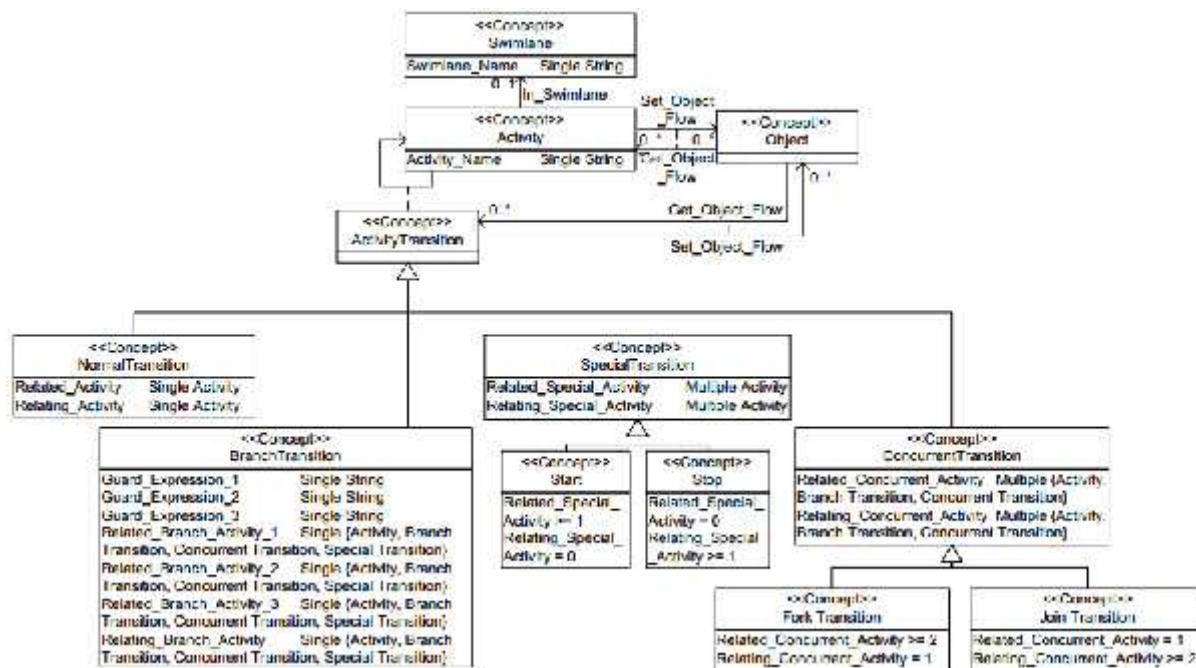 <<Concept>>
Swimlane
Swimlane_Name Single String
0..1
In_Swimlane
<<Concept>>
Activity
Activity_Name Single String
Set_Object
_Flow
0..* 0..*
Get_Object
_Flow
<<Concept>>
Object
0..*
<<Concept>>
ActivityTransition
0..*
Get_Object_Flow
Set_Object_Flow
<<Concept>>
NormalTransition
Related_Activity Single Activity
Relating_Activity Single Activity
<<Concept>>
SpecialTransition
Related_Special_Activity Multiple Activity
Relating_Special_Activity Multiple Activity
<<Concept>>
BranchTransition
Guard_Expression_1 Single String
Guard_Expression_2 Single String
Guard_Expression_3 Single String
Related_Branch_Activity_1 Single {Activity, Branch
Transition, Concurrent Transition, Special Transition}
Related_Branch_Activity_2 Single {Activity, Branch
Transition, Concurrent Transition, Special Transition}
Related_Branch_Activity_3 Single {Activity, Branch
Transition, Concurrent Transition, Special Transition}
Relating_Branch_Activity Single {Activity, Branch
Transition, Concurrent Transition, Special Transition}
<<Concept>>
Start
Related_Special_
Activity >= 1
Relating_Special_
Activity = 0
<<Concept>>
Stop
Related_Special_
Activity = 0
Relating_Special
_Activity >= 1
<<Concept>>
ConcurrentTransition
Related_Concurrent_Activity Multiple {Activity,
Branch Transition, Concurrent Transition}
Relating_Concurrent_Activity Multiple {Activity,
Branch Transition, Concurrent Transition}
<<Concept>>
Fork Transition
Related_Concurrent_Activity >= 2
Relating_Concurrent_Activity = 1
<<Concept>>
Join Transition
Related_Concurrent_Activity = 1
Relating_Concurrent_Activity >= 2